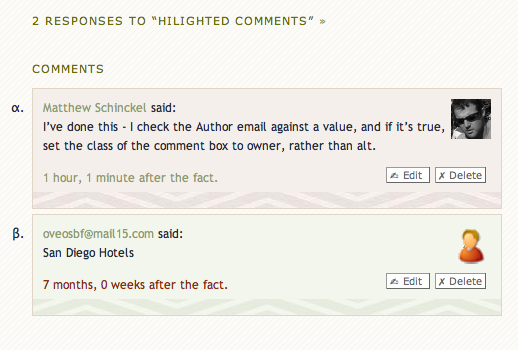 2 RESPONSES TO “HILIGHTED COMMENTS” »
COMMENTS
α.
Matthew Schinckel said:
I’ve done this - I check the Author email against a value, and if it’s true,
set the class of the comment box to owner, rather than alt.
1 hour, 1 minute after the fact.
✍ Edit
✗ Delete
β.
oveosbf@mail15.com said:
San Diego Hotels
7 months, 0 weeks after the fact.
✍ Edit
✗ Delete